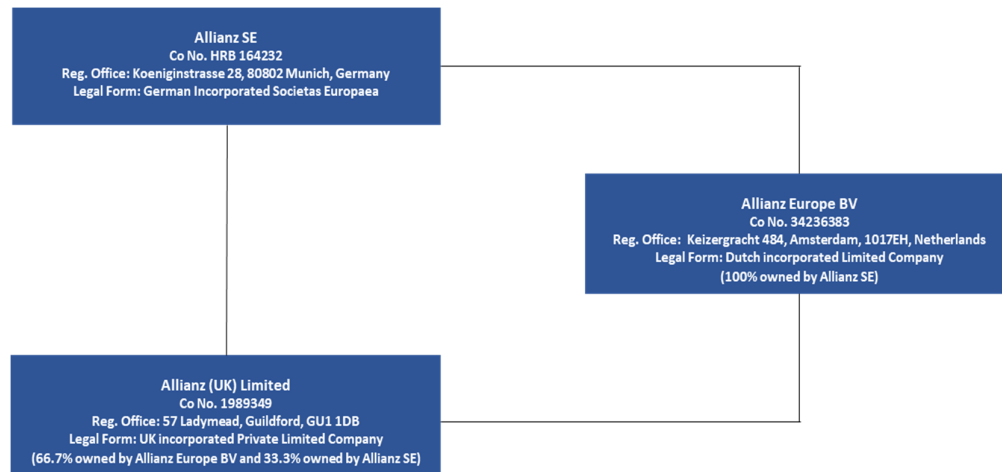 Allianz SE
Co No. HRB 164232
Reg. Office: Koeniginstrasse 28, 80802 Munich, Germany
Legal Form: German Incorporated Societas Europaea
Allianz Europe BV
Co No. 34236383
Reg. Office: Keizergracht 484, Amsterdam, 1017EH, Netherlands
Legal Form: Dutch incorporated Limited Company
(100% owned by Allianz SE)
Allianz (UK) Limited
Co No. 1989349
Reg. Office: 57 Ladymead, Guildford, GU1 1DB
Legal Form: UK incorporated Private Limited Company
(66.7% owned by Allianz Europe BV and 33.3% owned by Allianz SE)